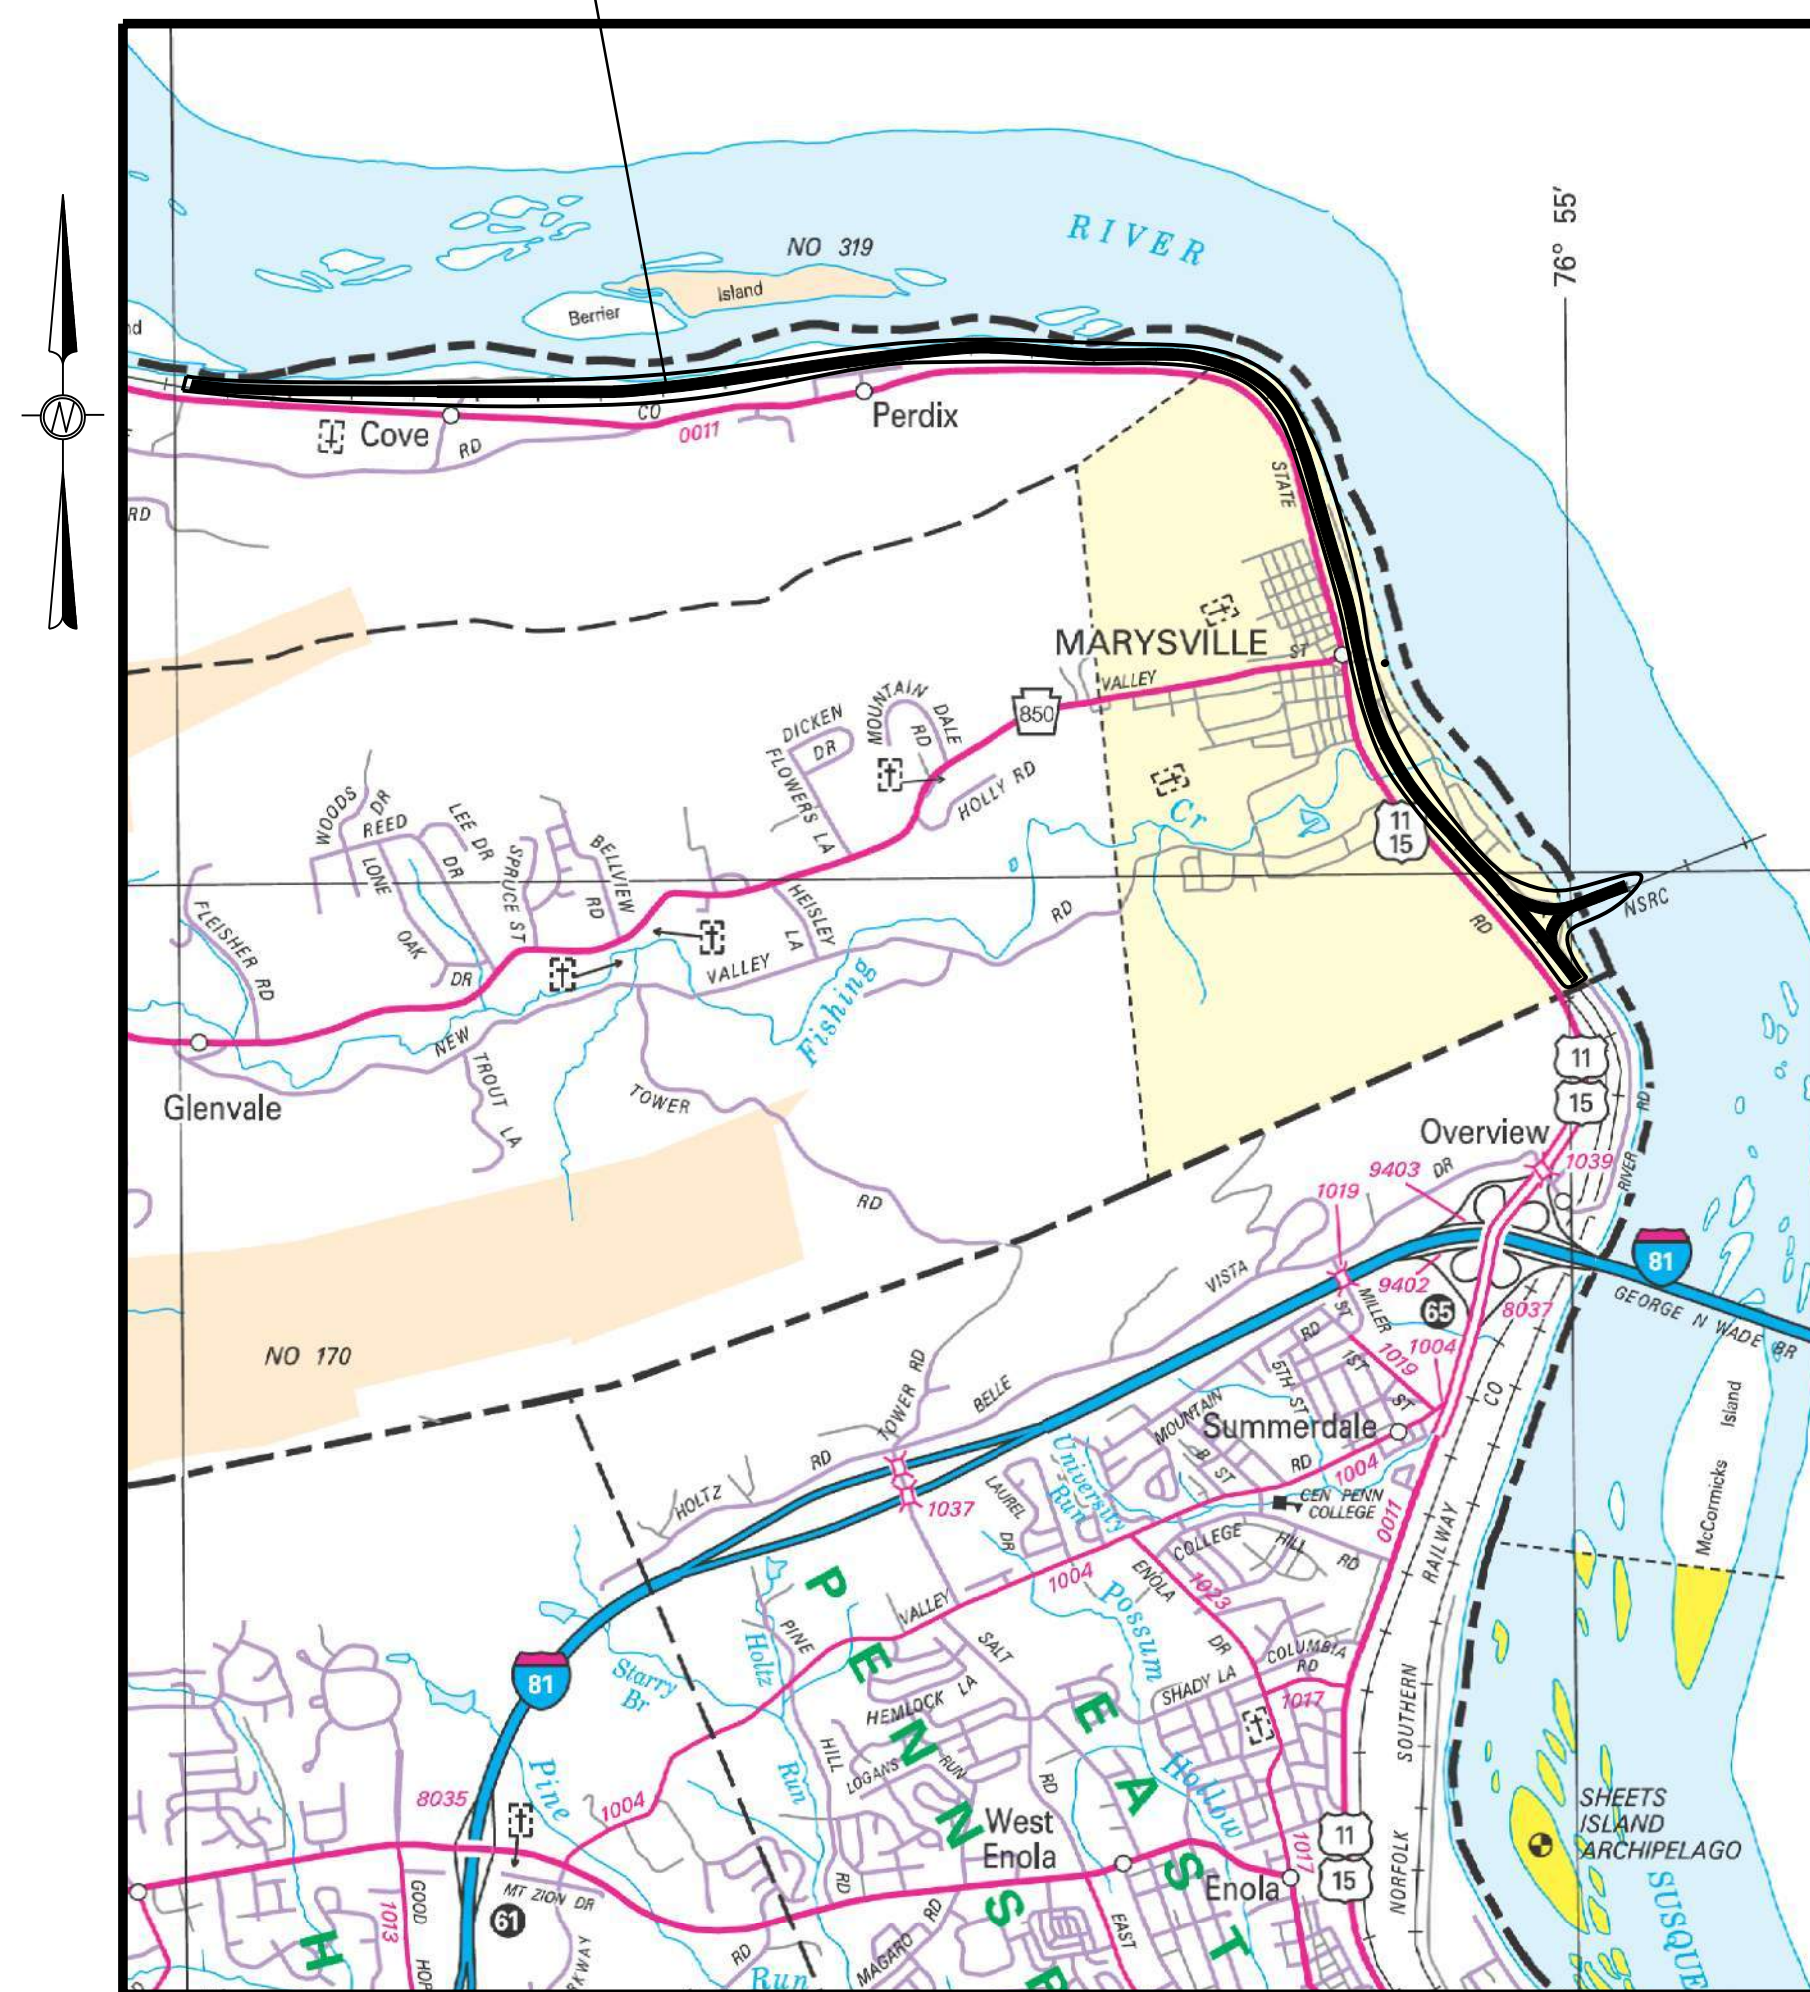 RIVER
NO 319
Island
Berrier
nd
76° 55'
N
CO
Perdix
Cove
RD
0011
RD
STATE
MARYSVILLE
ST
VALLEY
850
MOUNTAIN
DALE
RD
DICKEN
DR
FLOWERS LA
HOLLY RD
WOODS
DR
REED
LEE DR
LONE
DR
SPRUCE ST
BELLVIEW
RD
OAK
DR
HEISLEY
LA
Cr
11
15
NSRC
RD
FLEISHER RD
RD
VALLEY
Fishing
NEW
TROUT
LA
TOWER
Glenvale
RD
11
15
RD
Overview
1039
RIVER
9403
DR
1019
81
VISTA
9402
MILLER
ST
65
8037
GEORGE N WADE BR
NO 170
RD
1ST
1019
1004
5TH ST
ST
CO
TOWER RD
BELLE
MOUNTAIN
Summerdale
B ST
McCormicks Island
RD
HOLTZ
University
Run
RD
1004
LAUREL
DR
1037
CEN PENN
COLLEGE
0011
RAILWAY
COLLEGE
HILL
RD
1004
ENOLA
1023
DR
Possum
P
E
N
N
S
VALLEY
PINE
Holtz
SALT
COLUMBIA
RD
81
Starry
Br
SHADY LA
1017
HEMLOCK LA
E
A
S
T
SOUTHERN
HILL
LOGANS
RUN
RD
Hollow
Run
Pine
8035
1004
West
Enola
SHEETS
ISLAND
ARCHIPELAGO
11
15
1017
NORFOLK
Enola
RD
MT ZION DR
61
1013
GOOD
HOP
H
RKWAY
RD
Run
MAGARO
RD
EAST
P
SUSQUE